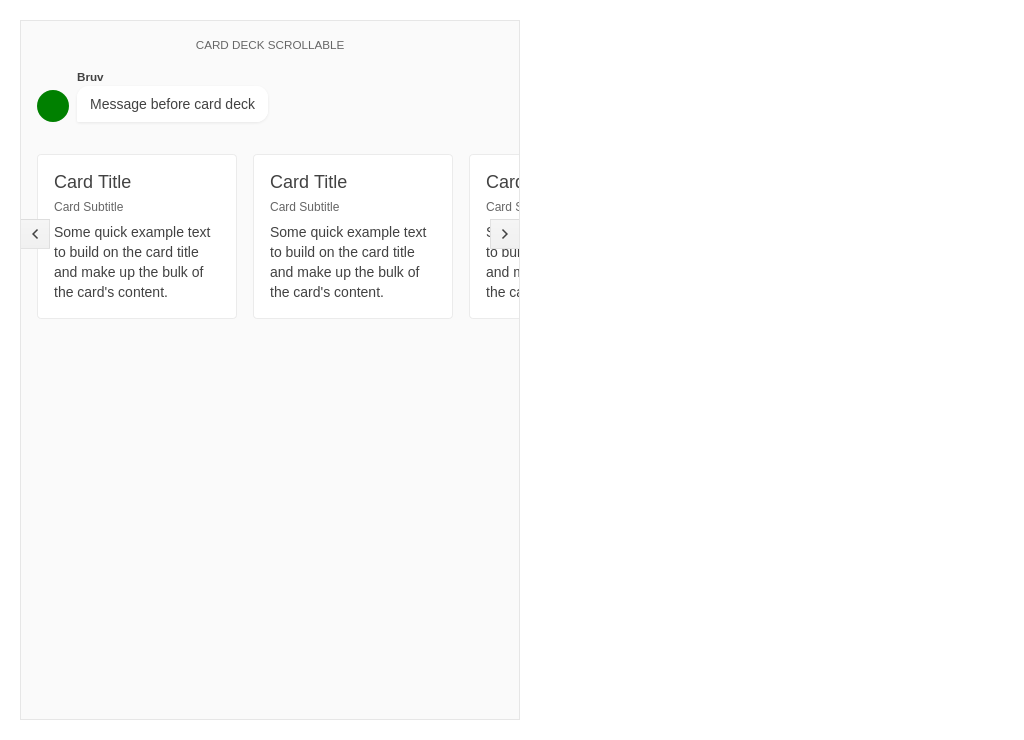 CARD DECK SCROLLABLE
Bruv
Message before card deck
Card Title
Card Subtitle
Some quick example text
to build on the card title
and make up the bulk of
the card's content.
Card Title
Card Subtitle
Some quick example text
to build on the card title
and make up the bulk of
the card's content.
Card
Card S
to bui
and m
the ca